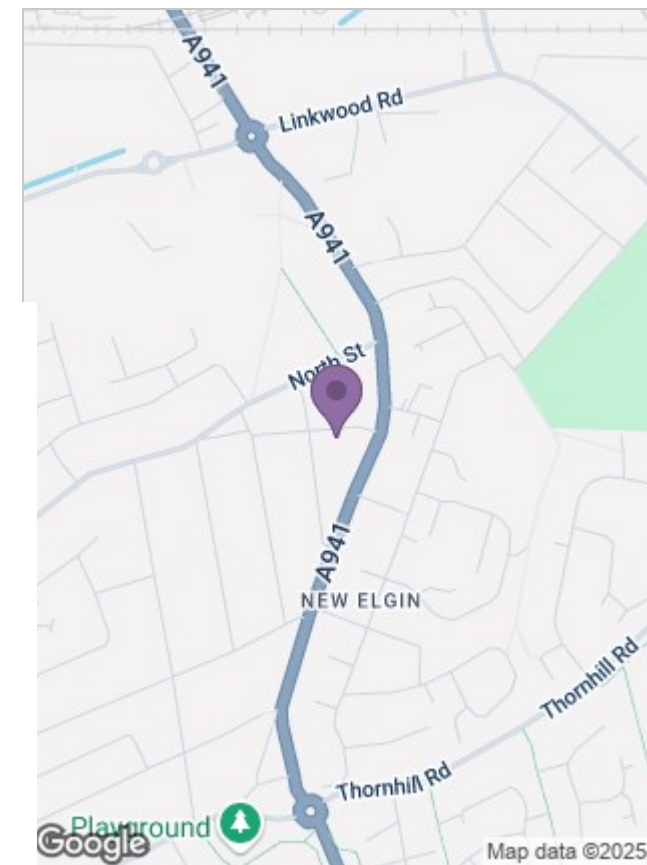 A941
Linkwood Rd
A941
North St
A941
NEW ELGIN
Thornhill Rd
Thornhill Rd
Playground
Google
Map data ©2025